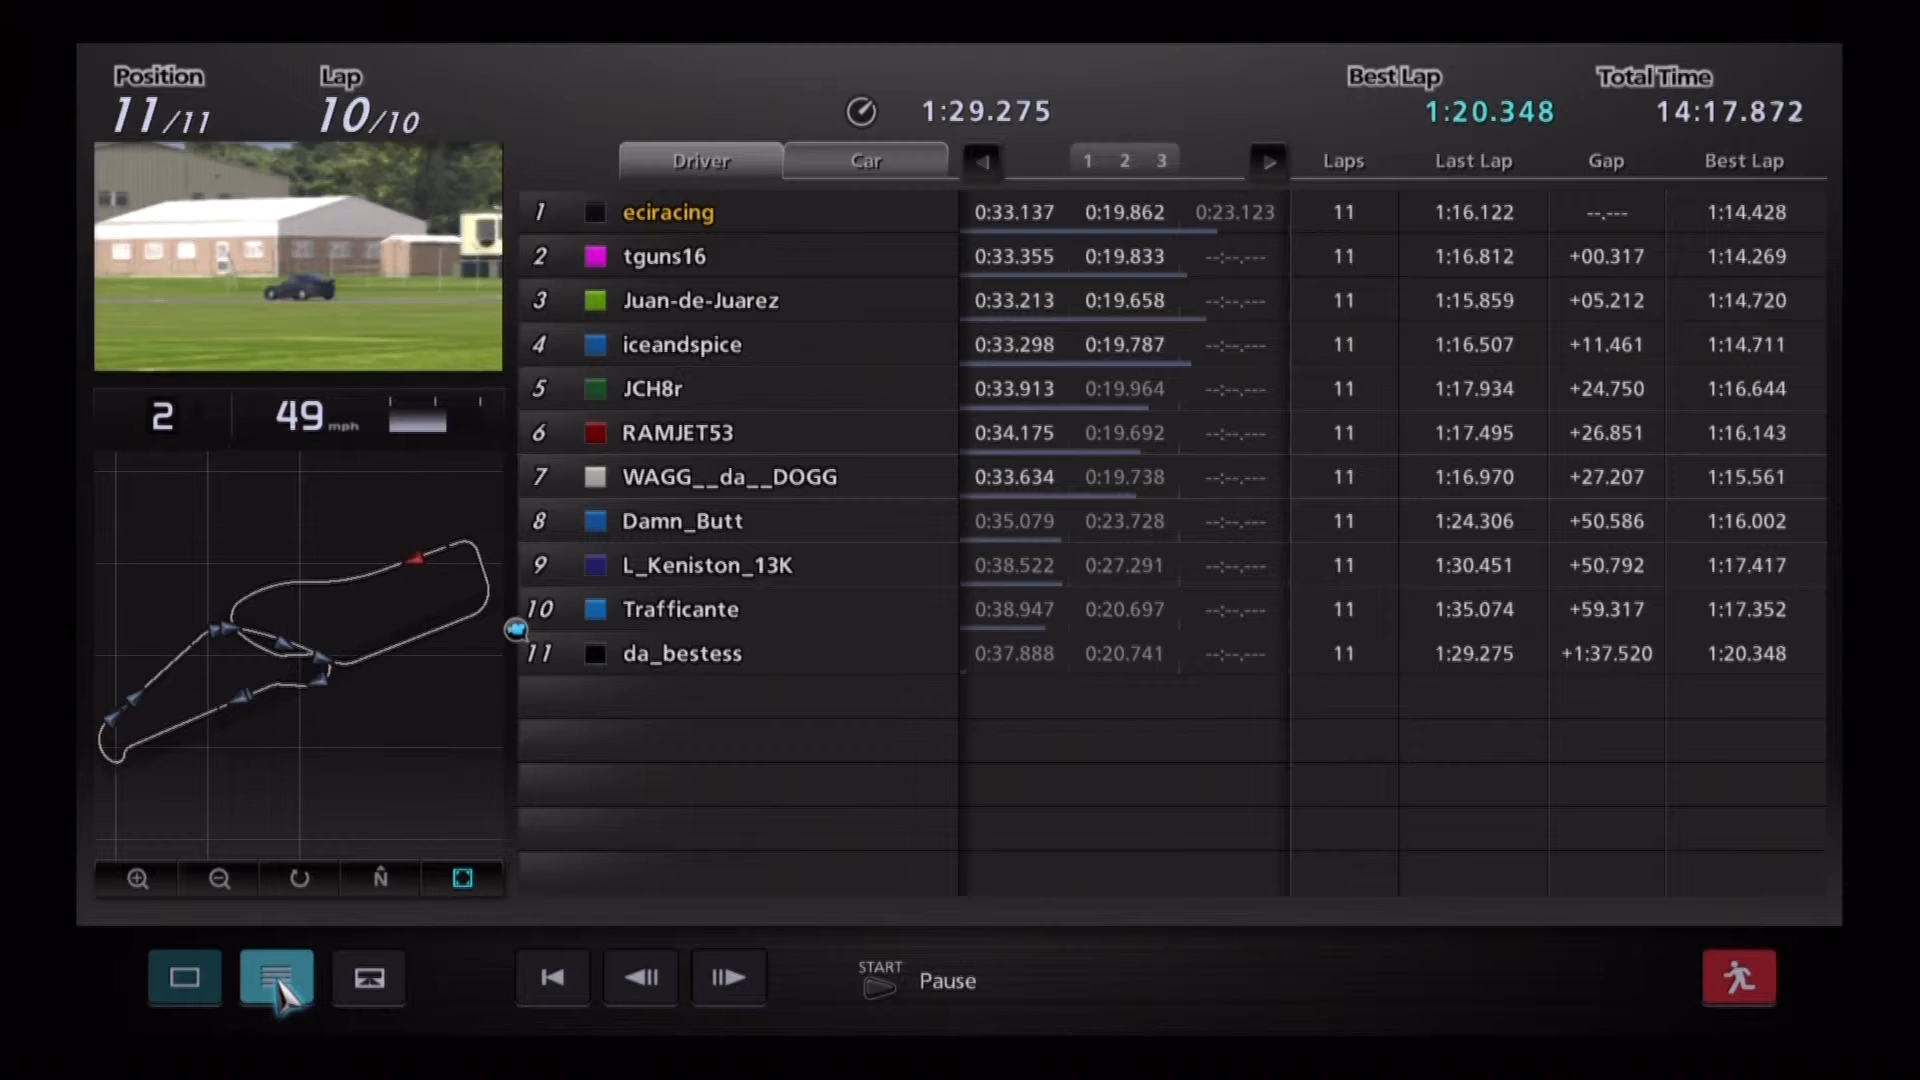 Position Lap Best Lap Total Time
11/11 10/10 1:29.275 1:20.348 14:17.872
Driver Car 1 2 3 Laps Last Lap Gap Best Lap
1 eciracing 0:33.137 0:19.862 0:23.123 11 1:16.122 --.--- 1:14.428
2 tguns16 0:33.355 0:19.833 --:--.--- 11 1:16.812 +00.317 1:14.269
3 Juan-de-Juarez 0:33.213 0:19.658 --:--.--- 11 1:15.859 +05.212 1:14.720
4 iceandspice 0:33.298 0:19.787 --:--.--- 11 1:16.507 +11.461 1:14.711
5 JCH8r 0:33.913 0:19.964 --:--.--- 11 1:17.934 +24.750 1:16.644
6 RAMJET53 0:34.175 0:19.692 --:--.--- 11 1:17.495 +26.851 1:16.143
7 WAGG__da__DOGG 0:33.634 0:19.738 --:--.--- 11 1:16.970 +27.207 1:15.561
8 Damn_Butt 0:35.079 0:23.728 --:--.--- 11 1:24.306 +50.586 1:16.002
9 L_Keniston_13K 0:38.522 0:27.291 --:--.--- 11 1:30.451 +50.792 1:17.417
10 Trafficante 0:38.947 0:20.697 --:--.--- 11 1:35.074 +59.317 1:17.352
11 da_bestess 0:37.888 0:20.741 --:--.--- 11 1:29.275 +1:37.520 1:20.348
2 49 mph
N
START
Pause